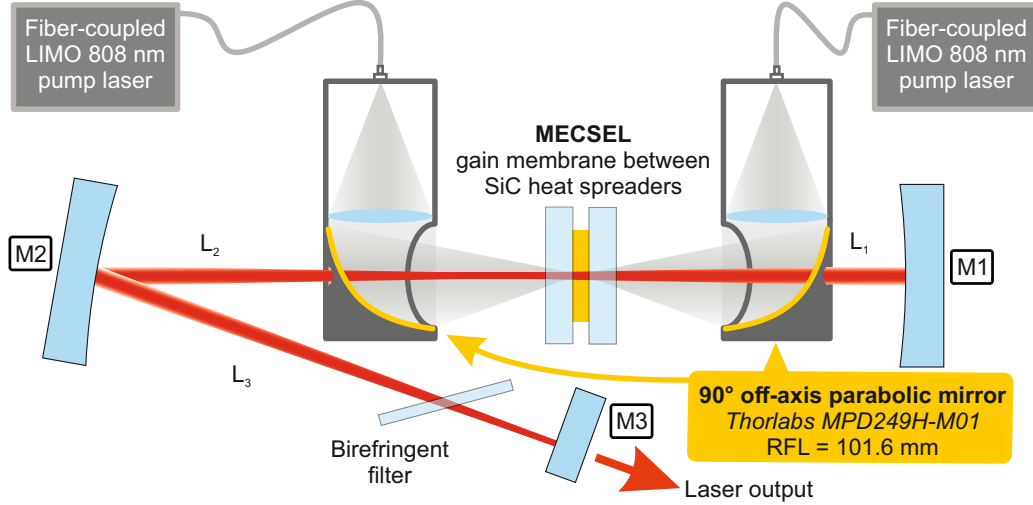 Fiber-coupled
LIMO 808 nm
pump laser
Fiber-coupled
LIMO 808 nm
pump laser
MECSEL
gain membrane between
SiC heat spreaders
M2
L₂
L₁
M1
L₃
90° off-axis parabolic mirror
Thorlabs MPD249H-M01
RFL = 101.6 mm
M3
Birefringent
filter
Laser output